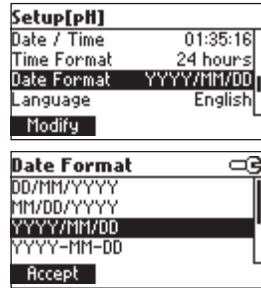 Setup[pH]
Date / Time 01:35:16
Time Format 24 hours
Date Format YYYY/MM/DD
Language English
Modify
Date Format
DD/MM/YYYY
MM/DD/YYYY
YYYY/MM/DD
YYYY-MM-DD
Accept